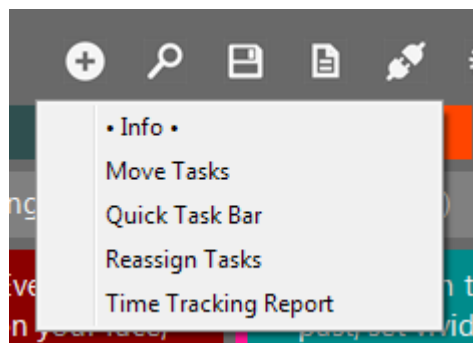 • Info •
Move Tasks
Quick Task Bar
Reassign Tasks
Time Tracking Report